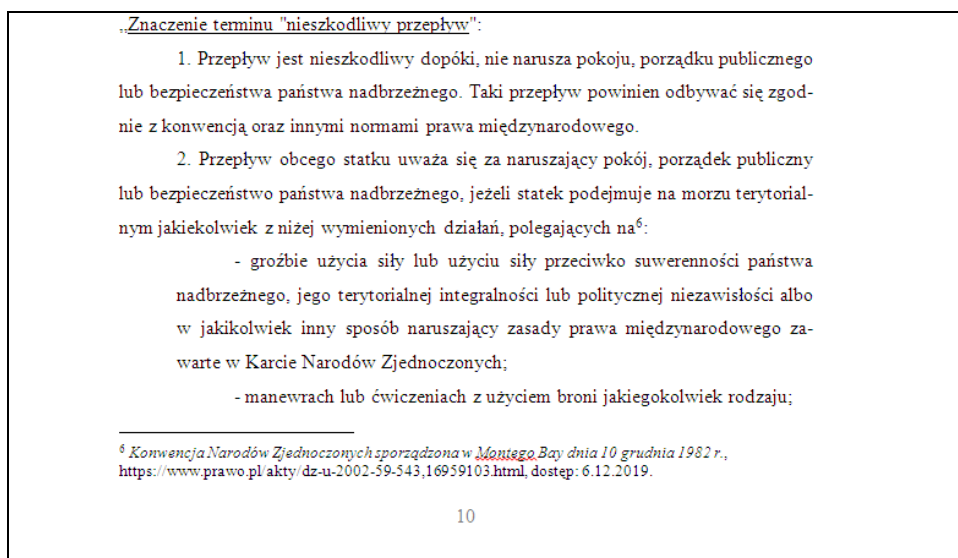 „Znaczenie terminu "nieszkodliwy przepływ":
1. Przepływ jest nieszkodliwy dopóki, nie narusza pokoju, porządku publicznego
lub bezpieczeństwa państwa nadbrzeżnego. Taki przepływ powinien odbywać się zgod-
nie z konwencją oraz innymi normami prawa międzynarodowego.
2. Przepływ obcego statku uważa się za naruszający pokój, porządek publiczny
lub bezpieczeństwo państwa nadbrzeżnego, jeżeli statek podejmuje na morzu terytorial-
nym jakiekolwiek z niżej wymienionych działań, polegających na⁶:
- groźbie użycia siły lub użyciu siły przeciwko suwerenności państwa
nadbrzeżnego, jego terytorialnej integralności lub politycznej niezawisłości albo
w jakikolwiek inny sposób naruszający zasady prawa międzynarodowego za-
warte w Karcie Narodów Zjednoczonych;
- manewrach lub ćwiczeniach z użyciem broni jakiegokolwiek rodzaju;
⁶ Konwencja Narodów Zjednoczonych sporządzona w Montego Bay dnia 10 grudnia 1982 r.,
https://www.prawo.pl/akty/dz-u-2002-59-543,16959103.html, dostęp: 6.12.2019.
10